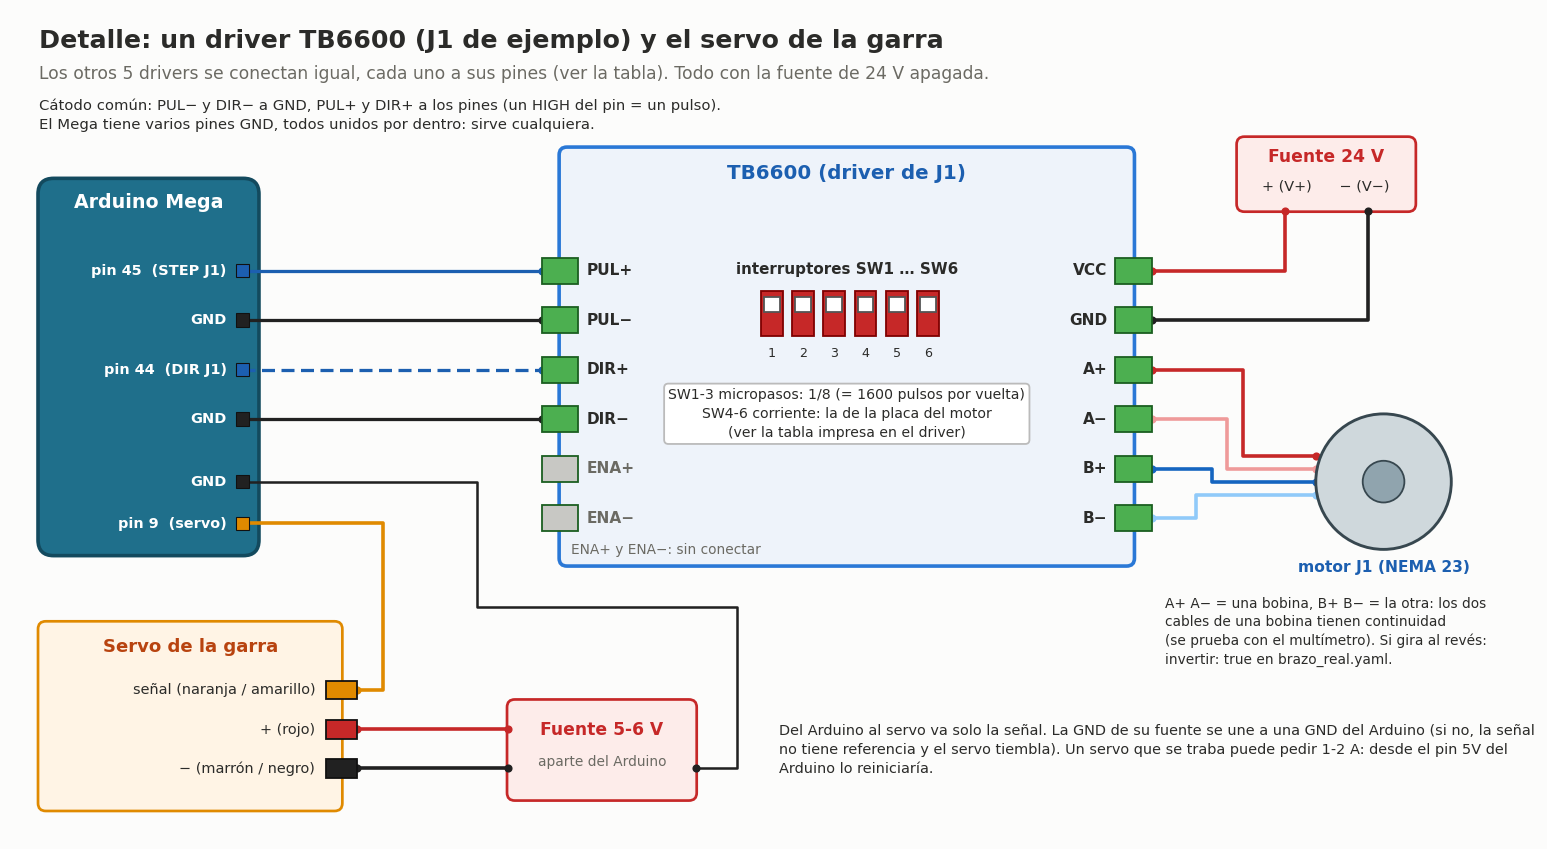 Detalle: un driver TB6600 (J1 de ejemplo) y el servo de la garra
Los otros 5 drivers se conectan igual, cada uno a sus pines (ver la tabla). Todo con la fuente de 24 V apagada.
Cátodo común: PUL− y DIR− a GND, PUL+ y DIR+ a los pines (un HIGH del pin = un pulso).
El Mega tiene varios pines GND, todos unidos por dentro: sirve cualquiera.
Arduino Mega
pin 45  (STEP J1)
GND
pin 44  (DIR J1)
GND
GND
pin 9  (servo)
TB6600 (driver de J1)
PUL+
PUL−
DIR+
DIR−
ENA+
ENA−
ENA+ y ENA−: sin conectar
interruptores SW1 ... SW6
1 2 3 4 5 6
SW1-3 micropasos: 1/8 (= 1600 pulsos por vuelta)
SW4-6 corriente: la de la placa del motor
(ver la tabla impresa en el driver)
VCC
GND
A+
A−
B+
B−
Fuente 24 V
+ (V+) − (V−)
motor J1 (NEMA 23)
A+ A− = una bobina, B+ B− = la otra: los dos
cables de una bobina tienen continuidad
(se prueba con el multímetro). Si gira al revés:
invertir: true en brazo_real.yaml.
Servo de la garra
señal (naranja / amarillo)
+ (rojo)
− (marrón / negro)
Fuente 5-6 V
aparte del Arduino
Del Arduino al servo va solo la señal. La GND de su fuente se une a una GND del Arduino (si no, la señal
no tiene referencia y el servo tiembla). Un servo que se traba puede pedir 1-2 A: desde el pin 5V del
Arduino lo reiniciaría.